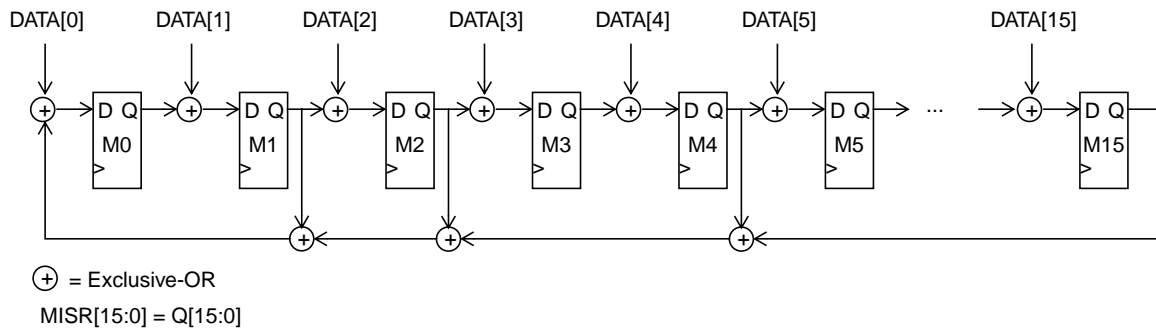 DATA[0] DATA[1] DATA[2] DATA[3] DATA[4] DATA[5] DATA[15]
+ + + + + + +
D Q D Q D Q D Q D Q D Q ... D Q
M0 M1 M2 M3 M4 M5 M15
+ + +
+ = Exclusive-OR
MISR[15:0] = Q[15:0]